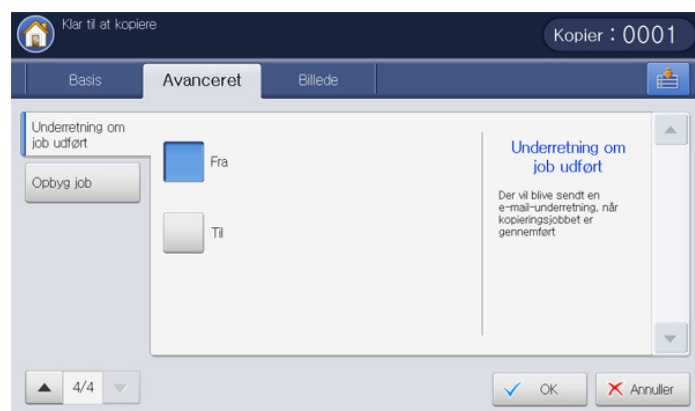 Klar til at kopiere
Kopier : 0001
Basis
Avanceret
Billede
Underretning om
job udført
Opbyg job
Fra
Til
Underretning om
job udført
Der vil blive sendt en
e-mail-underretning, når
kopieringsjobbet er
gennemført
4/4
OK
Annuller